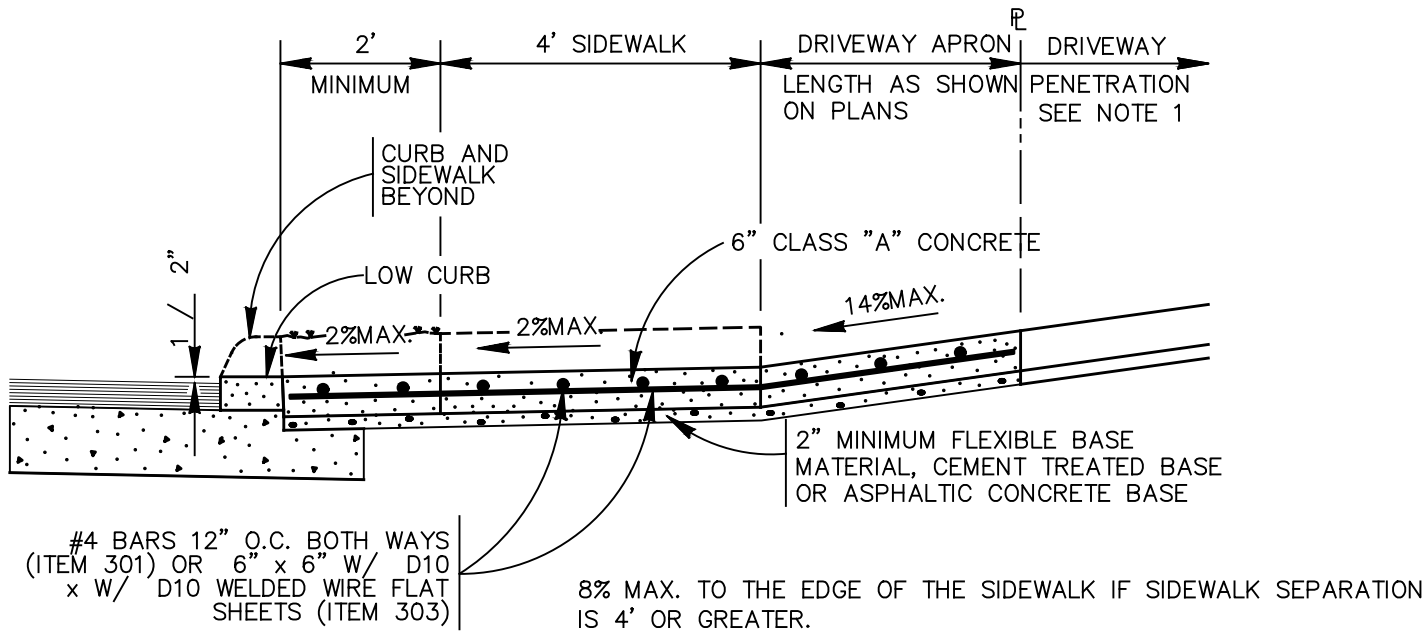 ℄
2' 4' SIDEWALK DRIVEWAY APRON DRIVEWAY
MINIMUM LENGTH AS SHOWN PENETRATION
ON PLANS SEE NOTE 1
CURB AND
SIDEWALK
BEYOND
6" CLASS "A" CONCRETE
1/2"
LOW CURB
14%MAX.
2%MAX. 2%MAX.
2" MINIMUM FLEXIBLE BASE
MATERIAL, CEMENT TREATED BASE
OR ASPHALTIC CONCRETE BASE
#4 BARS 12" O.C. BOTH WAYS
(ITEM 301) OR 6" x 6" W/ D10
x W/ D10 WELDED WIRE FLAT
SHEETS (ITEM 303)
8% MAX. TO THE EDGE OF THE SIDEWALK IF SIDEWALK SEPARATION
IS 4' OR GREATER.